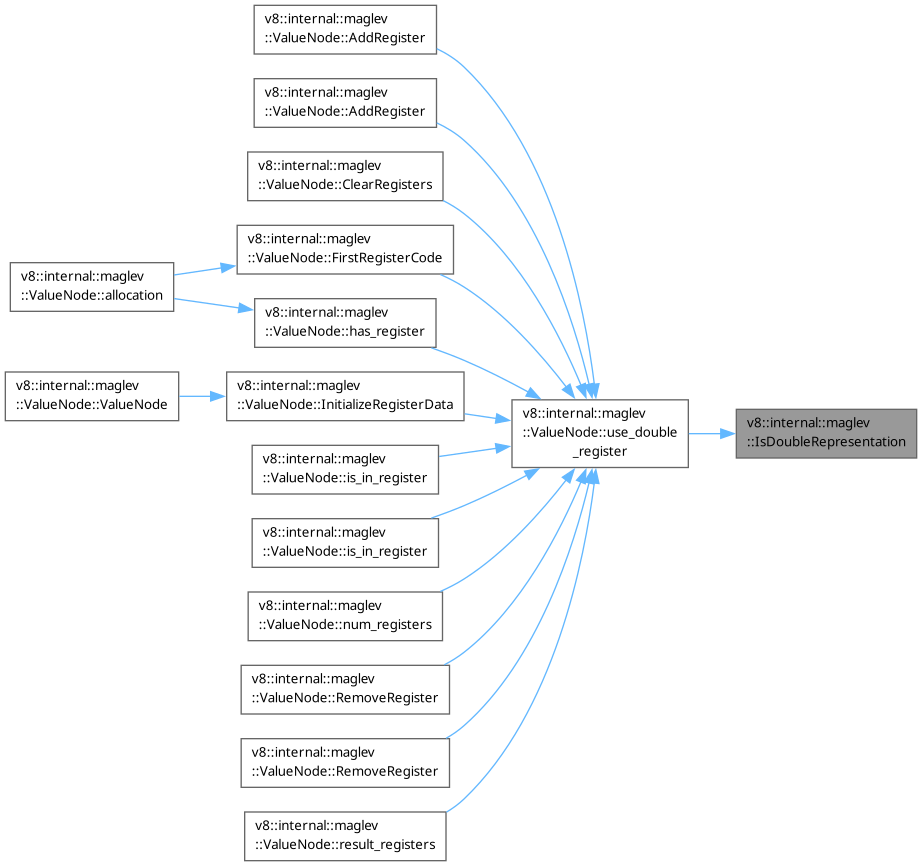 v8::internal::maglev
::ValueNode::AddRegister
v8::internal::maglev
::ValueNode::AddRegister
v8::internal::maglev
::ValueNode::ClearRegisters
v8::internal::maglev
::ValueNode::FirstRegisterCode
v8::internal::maglev
::ValueNode::allocation
v8::internal::maglev
::ValueNode::has_register
v8::internal::maglev
::ValueNode::ValueNode
v8::internal::maglev
::ValueNode::InitializeRegisterData
v8::internal::maglev
::ValueNode::use_double
_register
v8::internal::maglev
::IsDoubleRepresentation
v8::internal::maglev
::ValueNode::is_in_register
v8::internal::maglev
::ValueNode::is_in_register
v8::internal::maglev
::ValueNode::num_registers
v8::internal::maglev
::ValueNode::RemoveRegister
v8::internal::maglev
::ValueNode::RemoveRegister
v8::internal::maglev
::ValueNode::result_registers